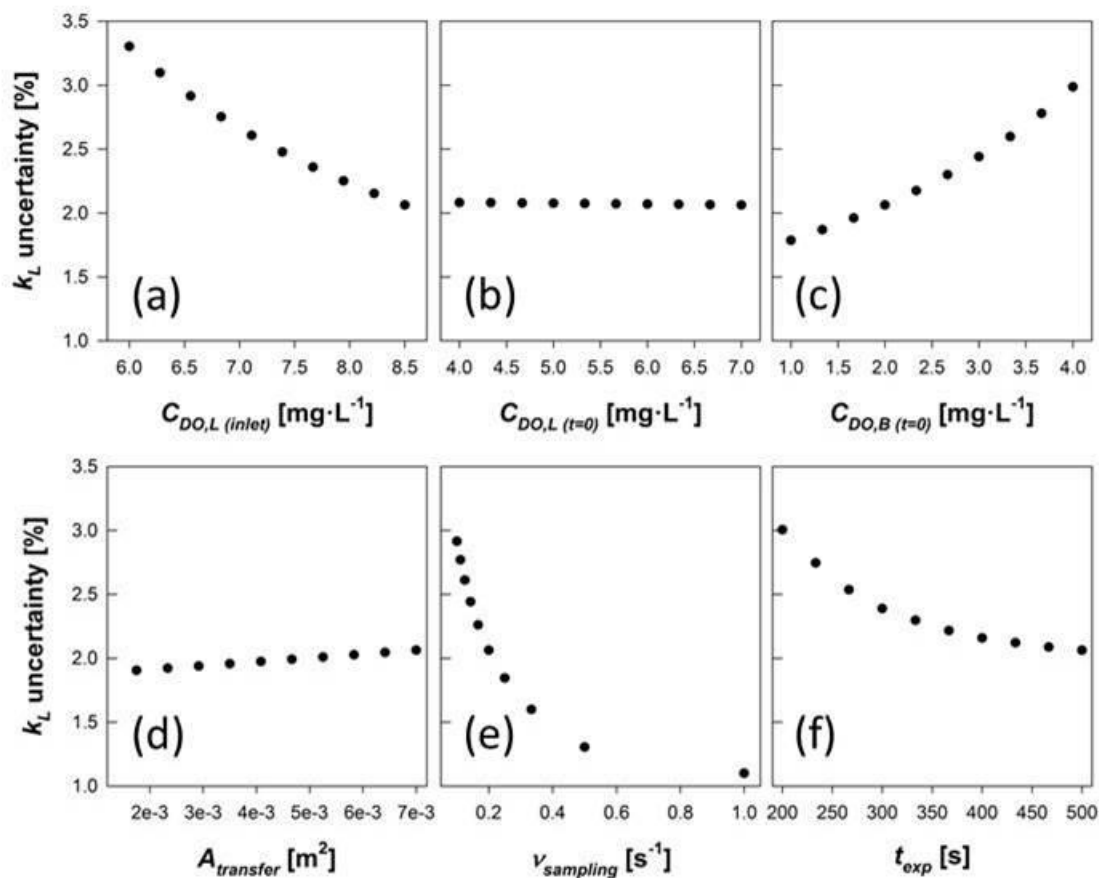 k_L uncertainty [%]
3.5
3.0
2.5
2.0
1.5
1.0
(a) (b) (c)
6.0 6.5 7.0 7.5 8.0 8.5
4.0 4.5 5.0 5.5 6.0 6.5 7.0
1.0 1.5 2.0 2.5 3.0 3.5 4.0
C_DO,L (inlet) [mg·L⁻¹]
C_DO,L (t=0) [mg·L⁻¹]
C_DO,B (t=0) [mg·L⁻¹]
k_L uncertainty [%]
3.5
3.0
2.5
2.0
1.5
1.0
(d) (e) (f)
2e-3 3e-3 4e-3 5e-3 6e-3 7e-3
0.2 0.4 0.6 0.8 1.0
200 250 300 350 400 450 500
A_transfer [m²]
ν_sampling [s⁻¹]
t_exp [s]